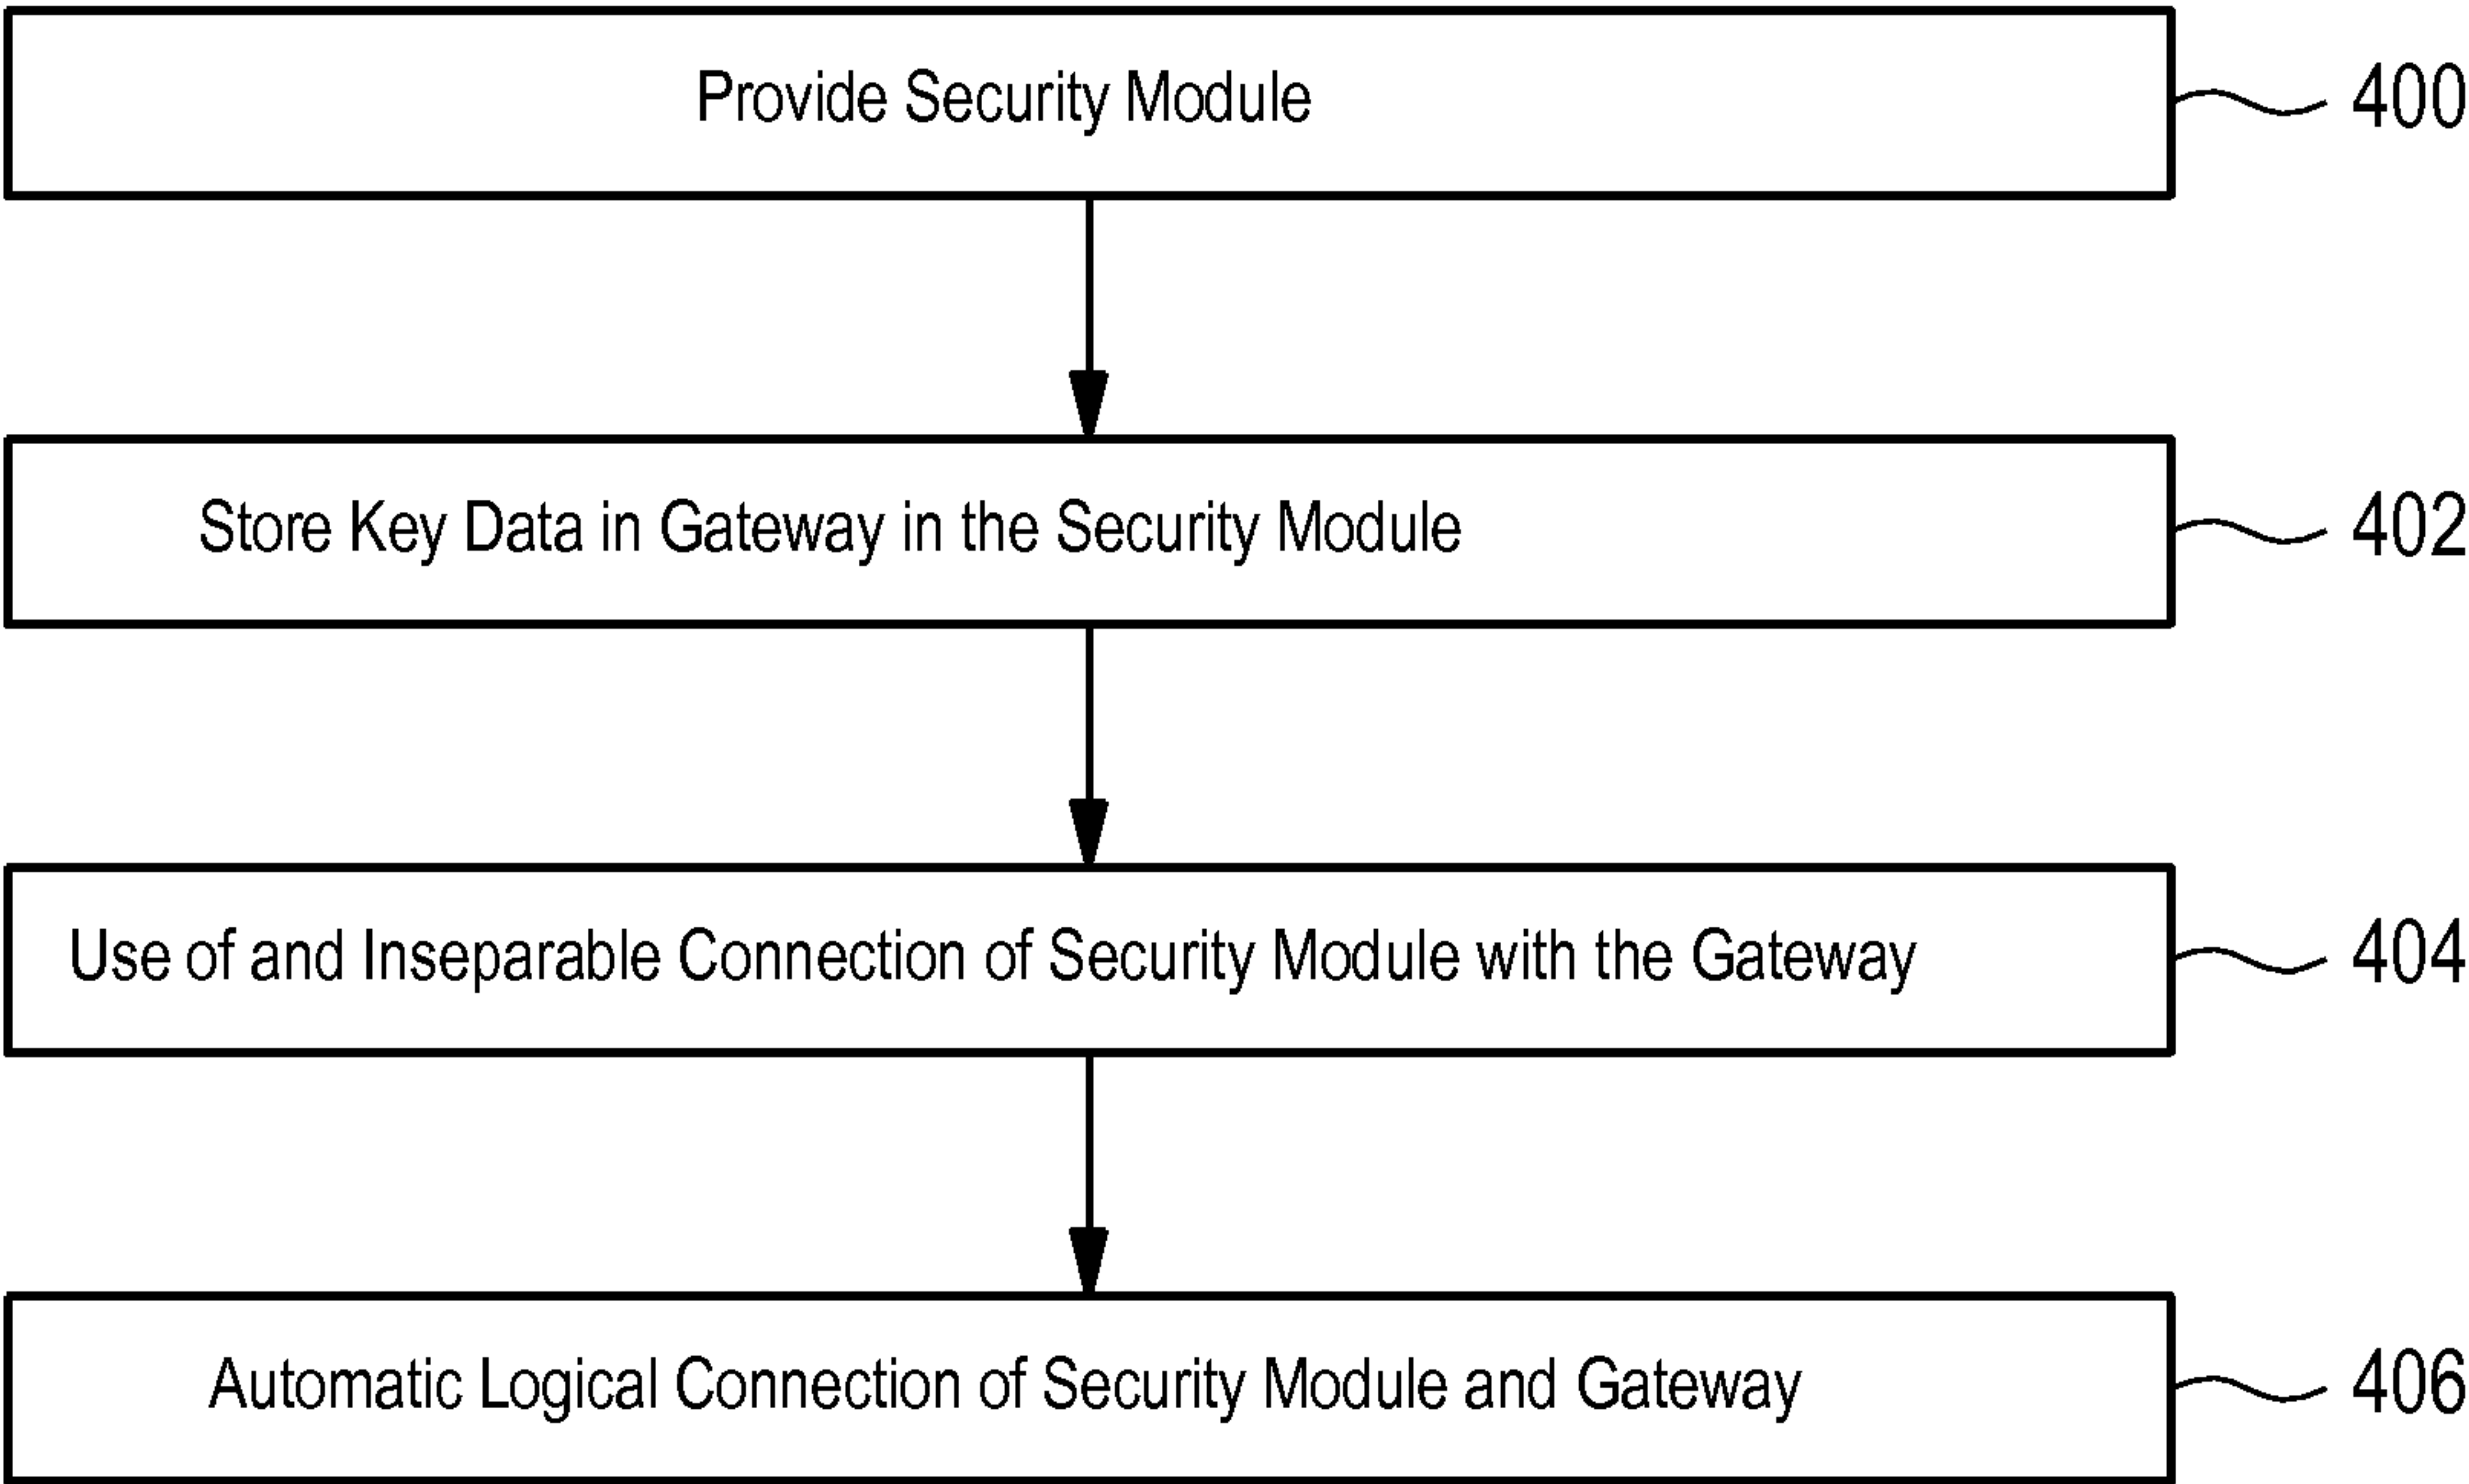 Provide Security Module 400
Store Key Data in Gateway in the Security Module 402
Use of and Inseparable Connection of Security Module with the Gateway 404
Automatic Logical Connection of Security Module and Gateway 406